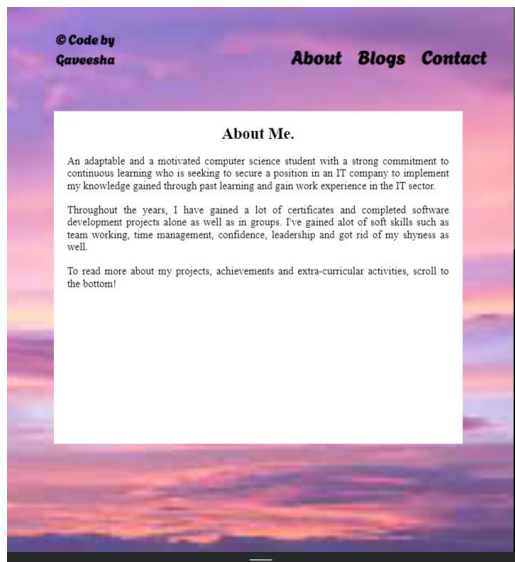 © Code by
Gaveesha
About Blogs Contact
About Me.
An adaptable and a motivated computer science student with a strong commitment to
continuous learning who is seeking to secure a position in an IT company to implement
my knowledge gained through past learning and gain work experience in the IT sector.
Throughout the years, I have gained a lot of certificates and completed software
development projects alone as well as in groups. I've gained alot of soft skills such as
team working, time management, confidence, leadership and got rid of my shyness as
well.
To read more about my projects, achievements and extra-curricular activities, scroll to
the bottom!